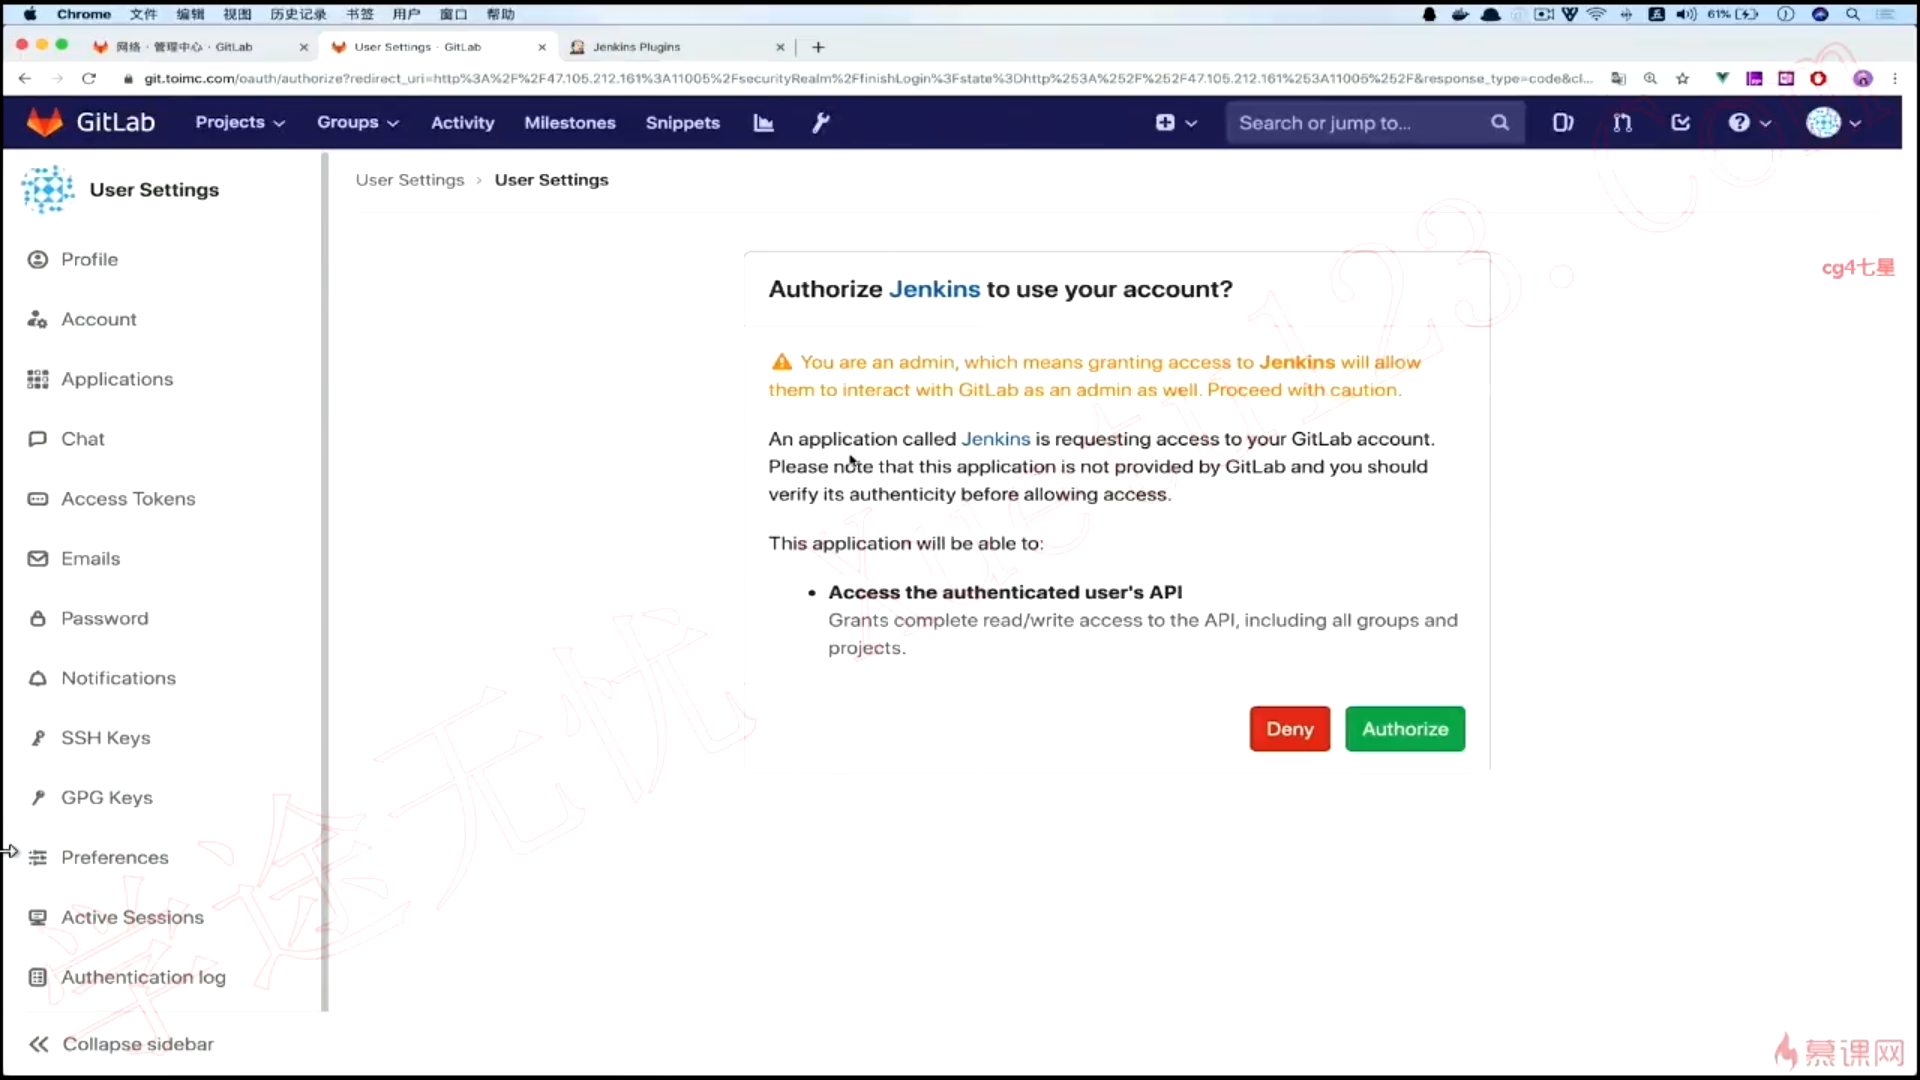 Chrome 文件 编辑 视图 历史记录 书签 用户 窗口 帮助 61%
网络 · 管理中心 · GitLab User Settings · GitLab Jenkins Plugins
git.toimc.com/oauth/authorize?redirect_uri=http%3A%2F%2F47.105.212.161%3A11005%2FsecurityRealm%2FfinishLogin%3Fstate%3Dhttp%253A%252F%252F47.105.212.161%253A11005%252F&response_type=code&cl...
GitLab Projects Groups Activity Milestones Snippets Search or jump to...
User Settings
User Settings › User Settings
Profile
Account
Applications
Chat
Access Tokens
Emails
Password
Notifications
SSH Keys
GPG Keys
Preferences
Active Sessions
Authentication log
Collapse sidebar
Authorize Jenkins to use your account?
You are an admin, which means granting access to Jenkins will allow
them to interact with GitLab as an admin as well. Proceed with caution.
An application called Jenkins is requesting access to your GitLab account.
Please note that this application is not provided by GitLab and you should
verify its authenticity before allowing access.
This application will be able to:
• Access the authenticated user's API
Grants complete read/write access to the API, including all groups and
projects.
Deny Authorize
cg4七星
学途无忧
慕课网